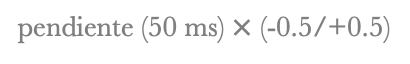 pendiente (50 ms) × (-0.5/+0.5)